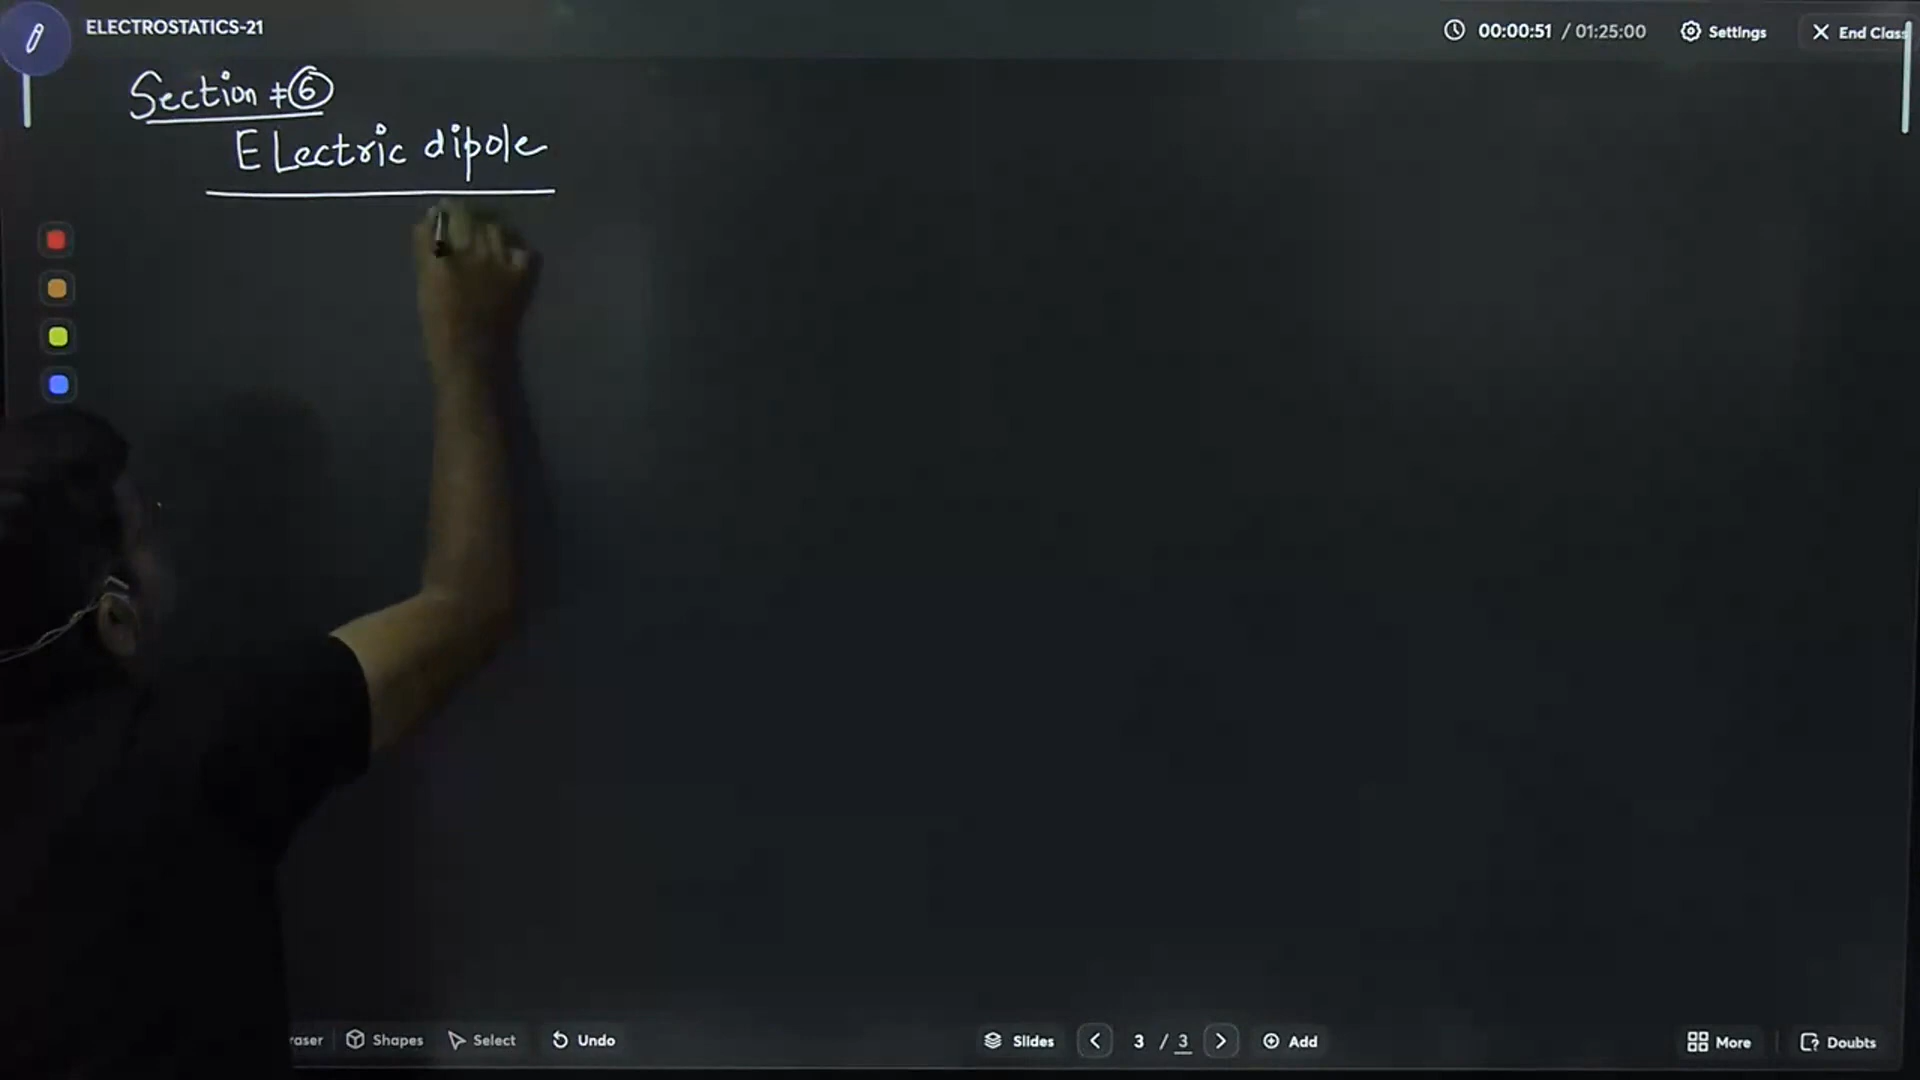 ELECTROSTATICS-21
00:00:51 / 01:25:00 Settings End Class
Section #6
Electric dipole
raser Shapes Select Undo Slides 3 / 3 Add More Doubts